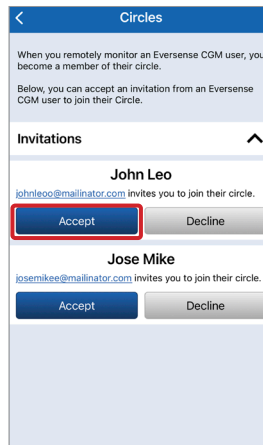 Circles
When you remotely monitor an Eversense CGM user, you
become a member of their circle.
Below, you can accept an invitation from an Eversense
CGM user to join their Circle.
Invitations
John Leo
johnleoo@mailinator.com invites you to join their circle.
Accept Decline
Jose Mike
josemikee@mailinator.com invites you to join their circle.
Accept Decline